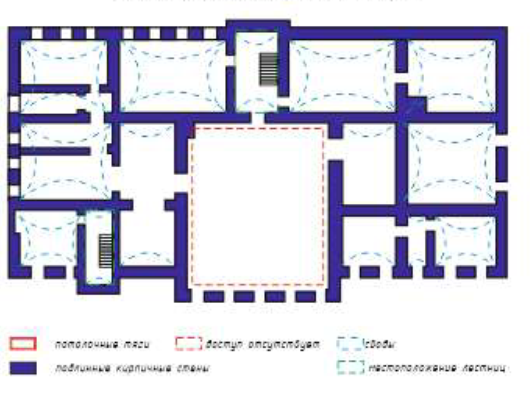 потолочные тяги
доступ отсутствует
своды
подлинные кирпичные стены
местоположение лестниц